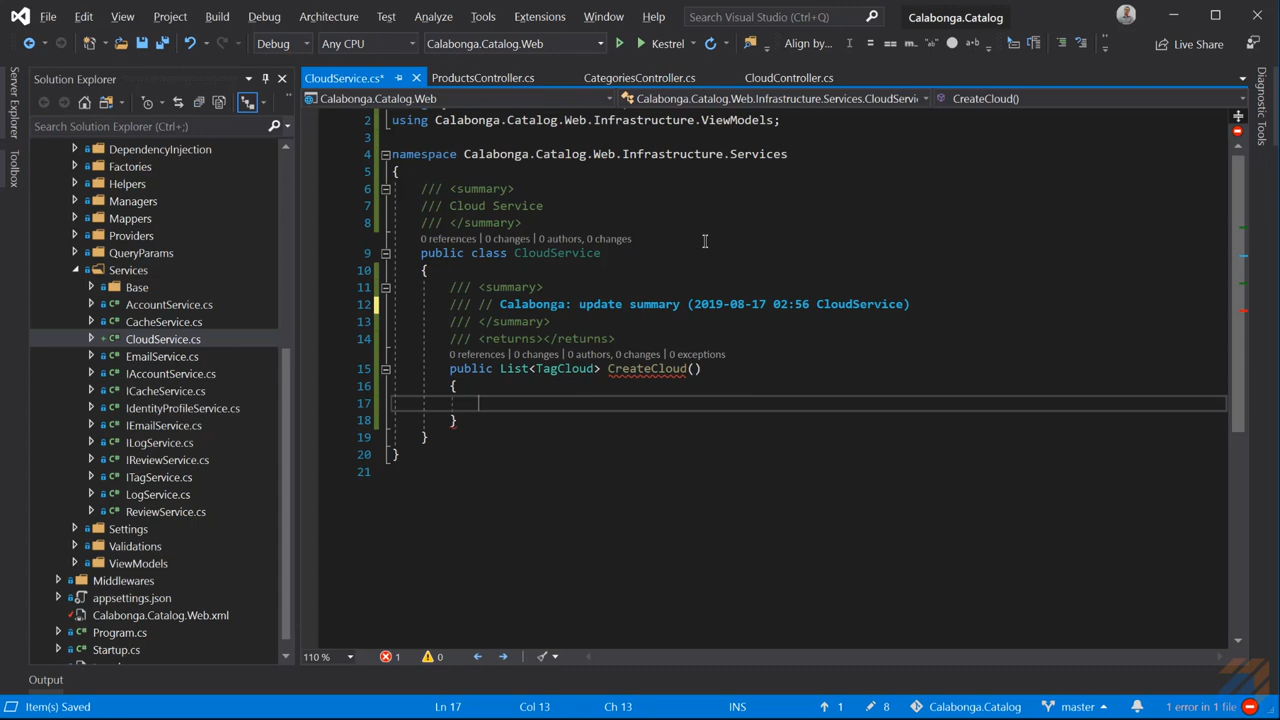 File Edit View Project Build Debug Architecture Test Analyze Tools Extensions Window Help Search Visual Studio (Ctrl+Q) Calabonga.Catalog
Debug Any CPU Calabonga.Catalog.Web Kestrel Align by... Live Share
Server Explorer
Toolbox
Solution Explorer
Search Solution Explorer (Ctrl+;)
DependencyInjection
Factories
Helpers
Managers
Mappers
Providers
QueryParams
Services
Base
AccountService.cs
CacheService.cs
CloudService.cs
EmailService.cs
IAccountService.cs
ICacheService.cs
IdentityProfileService.cs
IEmailService.cs
ILogService.cs
IReviewService.cs
ITagService.cs
LogService.cs
ReviewService.cs
Settings
Validations
ViewModels
Middlewares
appsettings.json
Calabonga.Catalog.Web.xml
Program.cs
Startup.cs
CloudService.cs* ProductsController.cs CategoriesController.cs CloudController.cs
Calabonga.Catalog.Web Calabonga.Catalog.Web.Infrastructure.Services.CloudServi CreateCloud()
2 using Calabonga.Catalog.Web.Infrastructure.ViewModels;
3
4 namespace Calabonga.Catalog.Web.Infrastructure.Services
5 {
6 /// <summary>
7 /// Cloud Service
8 /// </summary>
0 references | 0 changes | 0 authors, 0 changes
9 public class CloudService
10 {
11 /// <summary>
12 /// // Calabonga: update summary (2019-08-17 02:56 CloudService)
13 /// </summary>
14 /// <returns></returns>
0 references | 0 changes | 0 authors, 0 changes | 0 exceptions
15 public List<TagCloud> CreateCloud()
16 {
17
18 }
19 }
20 }
21
Diagnostic Tools
110 % 1 0
Output
Item(s) Saved Ln 17 Col 13 Ch 13 INS 1 8 Calabonga.Catalog master 1 error in 1 file